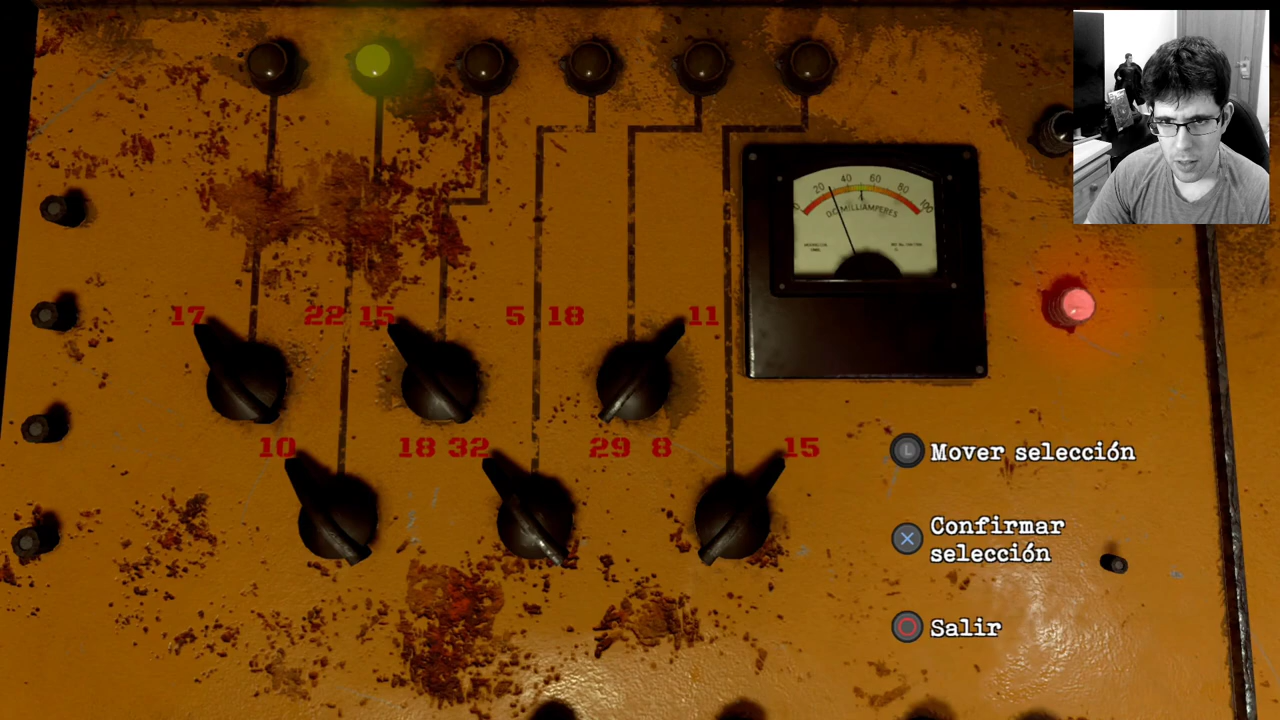 0 20 40 60 80 100
D.C. MILLIAMPERES
17 22 15 5 18 11
10 18 32 29 8 15
L Mover selección
Confirmar
selección
Salir